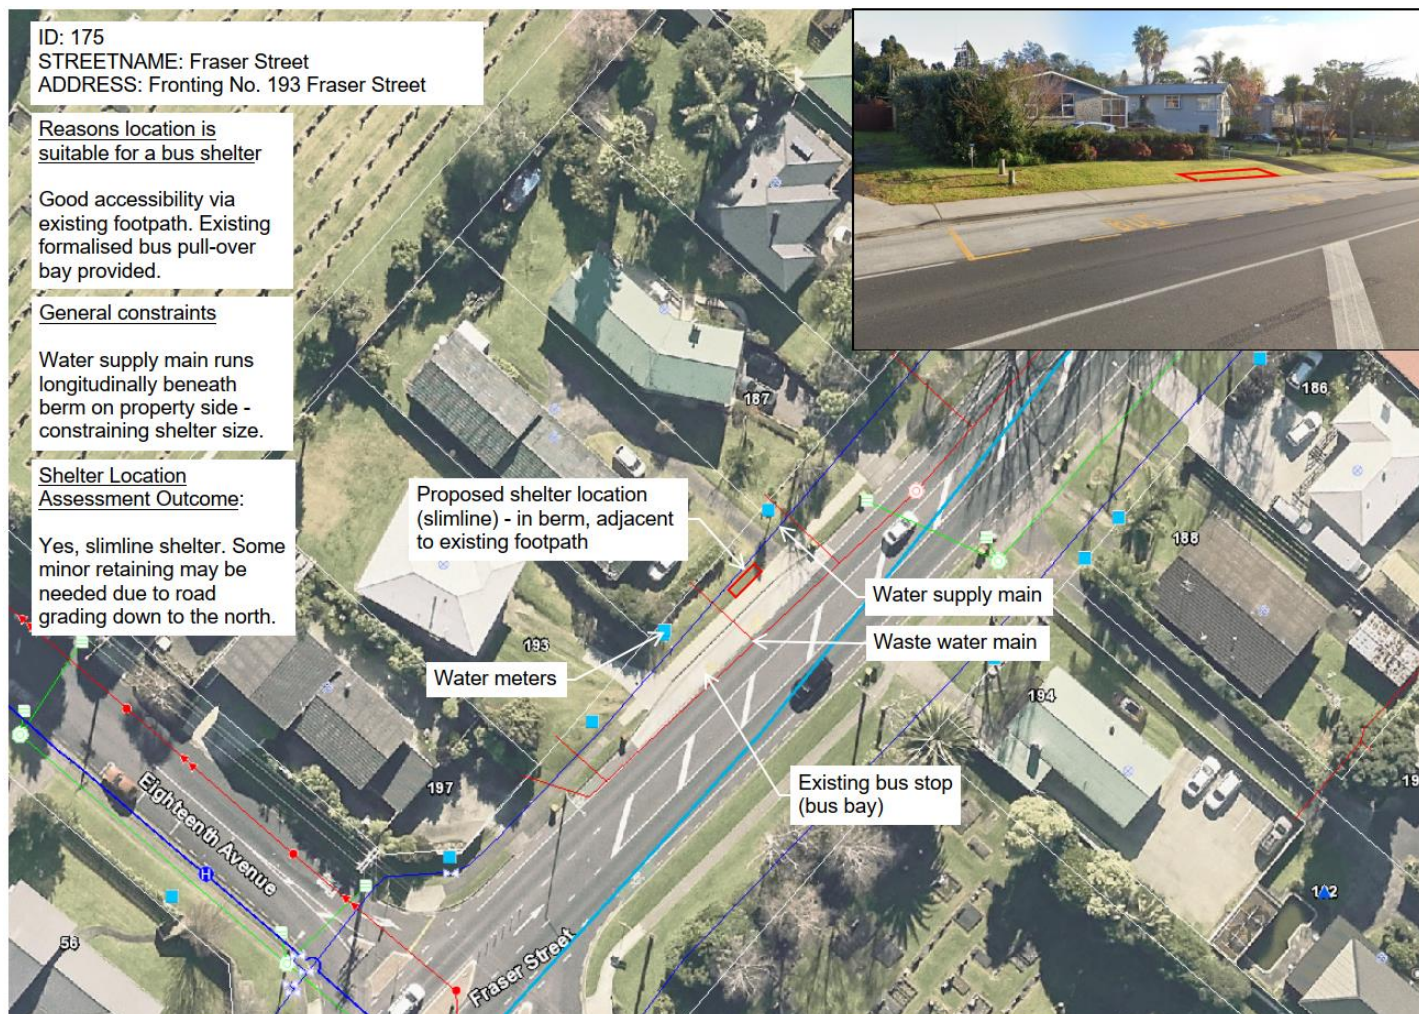 ID: 175
STREETNAME: Fraser Street
ADDRESS: Fronting No. 193 Fraser Street
Reasons location is
suitable for a bus shelter
Good accessibility via
existing footpath. Existing
formalised bus pull-over
bay provided.
General constraints
Water supply main runs
longitudinally beneath
berm on property side -
constraining shelter size.
Shelter Location
Assessment Outcome:
Yes, slimline shelter. Some
minor retaining may be
needed due to road
grading down to the north.
BUS
187
186
Proposed shelter location
(slimline) - in berm, adjacent
to existing footpath
188
Water supply main
Waste water main
193
Water meters
194
19
Existing bus stop
(bus bay)
197
Eighteenth Avenue
H
56
Fraser Street